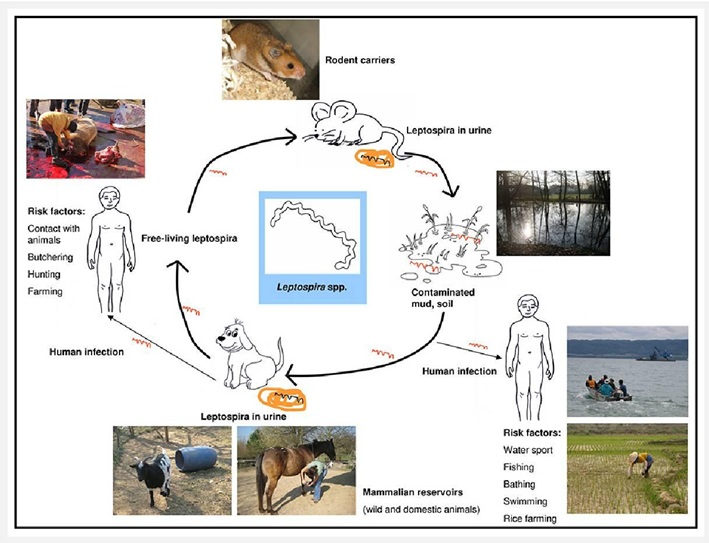 Rodent carriers
Leptospira in urine
Risk factors:
Contact with
animals
Butchering
Hunting
Farming
Free-living leptospira
Leptospira spp.
Contaminated
mud, soil
Human infection
Human infection
Leptospira in urine
Risk factors:
Water sport
Fishing
Bathing
Swimming
Rice farming
Mammalian reservoirs
(wild and domestic animals)